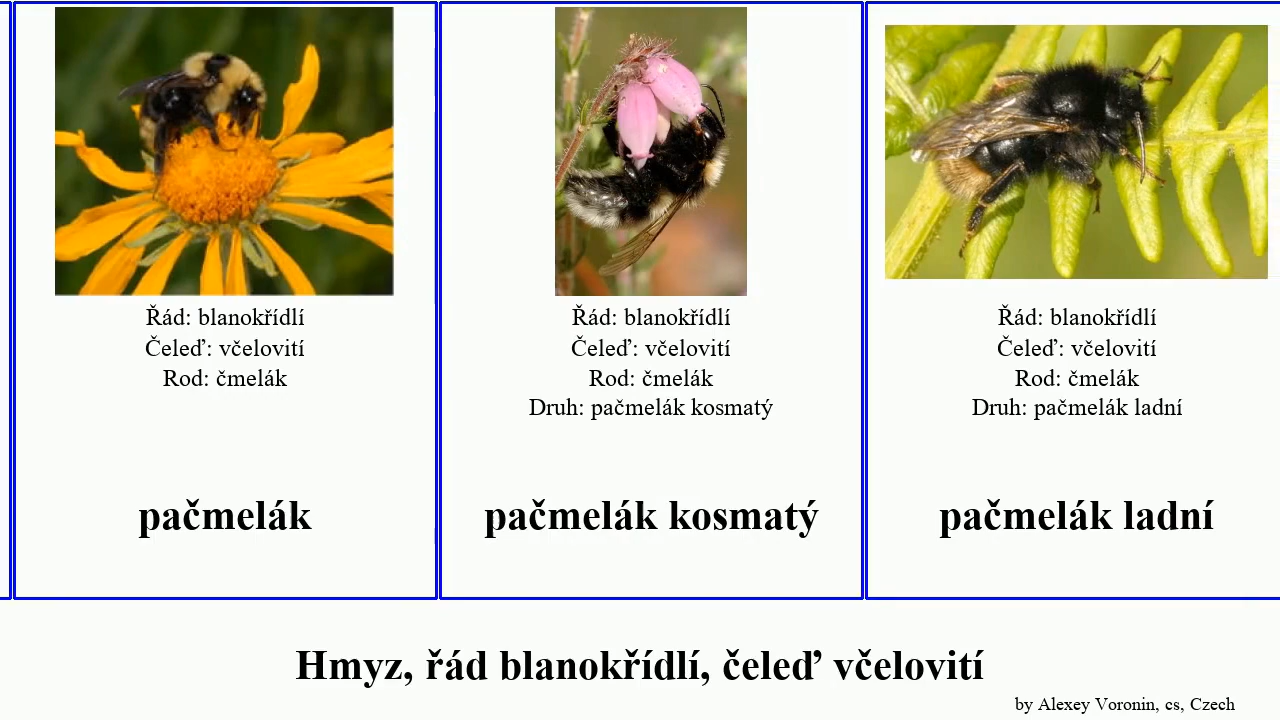 Řád: blanokřídlí
Čeleď: včelovití
Rod: čmelák
pačmelák
Řád: blanokřídlí
Čeleď: včelovití
Rod: čmelák
Druh: pačmelák kosmatý
pačmelák kosmatý
Řád: blanokřídlí
Čeleď: včelovití
Rod: čmelák
Druh: pačmelák ladní
pačmelák ladní
Hmyz, řád blanokřídlí, čeleď včelovití
by Alexey Voronin, cs, Czech